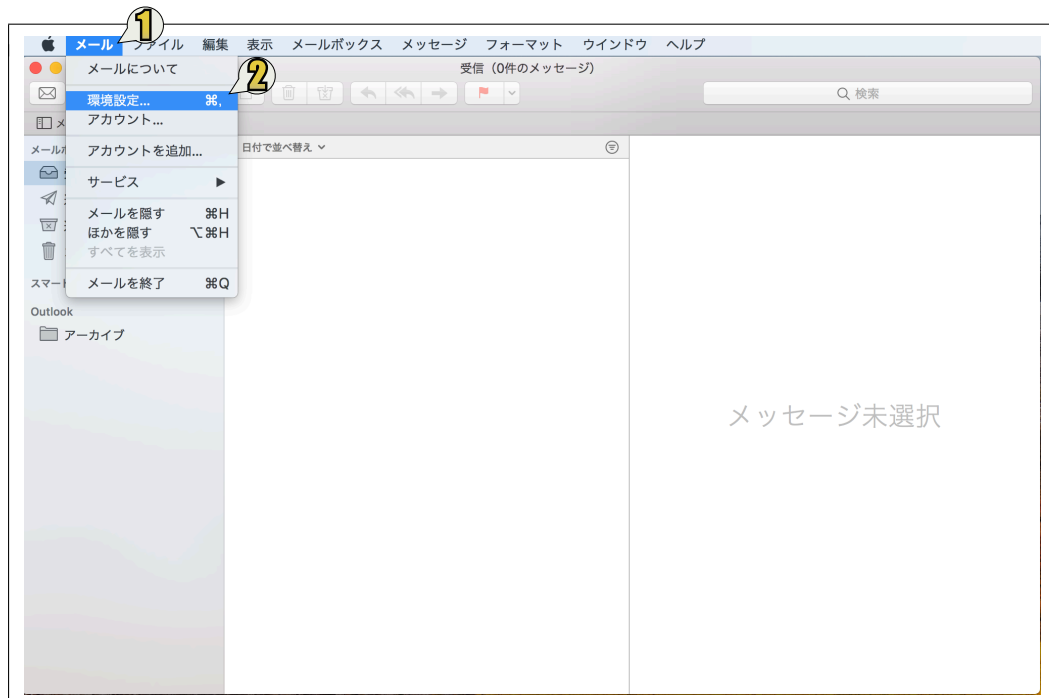 1
メール ファイル 編集 表示 メールボックス メッセージ フォーマット ウインドウ ヘルプ
メールについて
2
受信（0件のメッセージ）
環境設定... ⌘,
検索
アカウント...
アカウントを追加...
日付で並べ替え
サービス ▶
メールを隠す ⌘H
ほかを隠す ⌥⌘H
すべてを表示
メールを終了 ⌘Q
スマート
Outlook
アーカイブ
メッセージ未選択